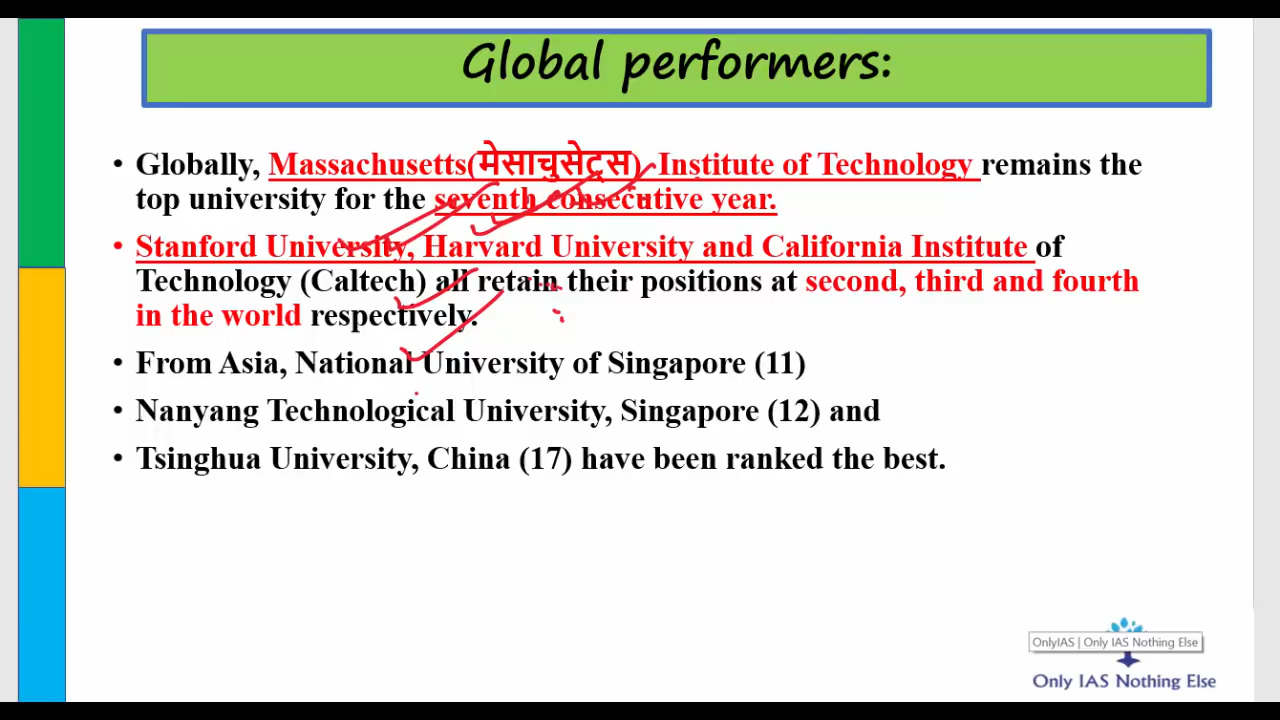 Global performers:
• Globally, Massachusetts(मेसाचुसेट्स) Institute of Technology remains the
top university for the seventh consecutive year.
• Stanford University, Harvard University and California Institute of
Technology (Caltech) all retain their positions at second, third and fourth
in the world respectively.
• From Asia, National University of Singapore (11)
• Nanyang Technological University, Singapore (12) and
• Tsinghua University, China (17) have been ranked the best.
OnlyIAS | Only IAS Nothing Else
Only IAS Nothing Else